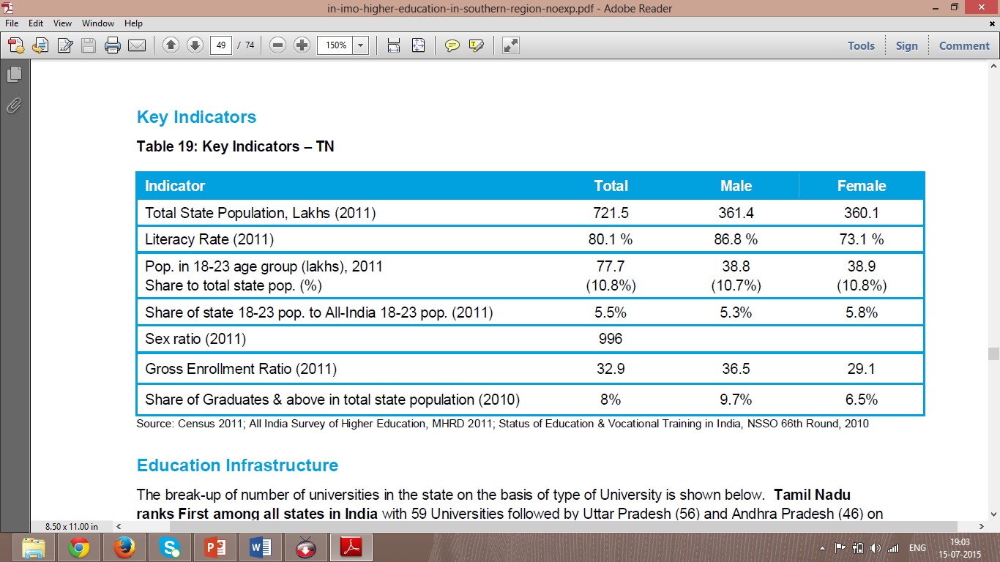 in-imo-higher-education-in-southern-region-noexp.pdf - Adobe Reader
File Edit View Window Help
49 / 74 150% Tools Sign Comment
Key Indicators
Table 19: Key Indicators – TN
Indicator Total Male Female
Total State Population, Lakhs (2011) 721.5 361.4 360.1
Literacy Rate (2011) 80.1 % 86.8 % 73.1 %
Pop. in 18-23 age group (lakhs), 2011 77.7 38.8 38.9
Share to total state pop. (%) (10.8%) (10.7%) (10.8%)
Share of state 18-23 pop. to All-India 18-23 pop. (2011) 5.5% 5.3% 5.8%
Sex ratio (2011) 996
Gross Enrollment Ratio (2011) 32.9 36.5 29.1
Share of Graduates & above in total state population (2010) 8% 9.7% 6.5%
Source: Census 2011; All India Survey of Higher Education, MHRD 2011; Status of Education & Vocational Training in India, NSSO 66th Round, 2010
Education Infrastructure
The break-up of number of universities in the state on the basis of type of University is shown below. Tamil Nadu
ranks First among all states in India with 59 Universities followed by Uttar Pradesh (56) and Andhra Pradesh (46) on
8.50 x 11.00 in
ENG 19:03
15-07-2015